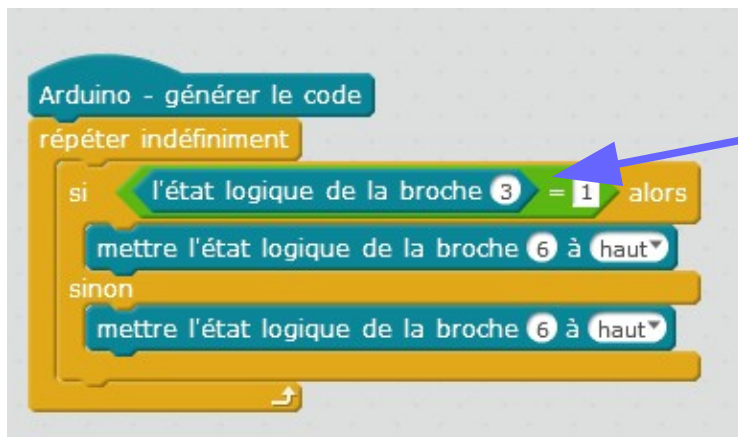 Arduino - générer le code
répéter indéfiniment
si l'état logique de la broche 3 = 1 alors
mettre l'état logique de la broche 6 à haut
sinon
mettre l'état logique de la broche 6 à haut